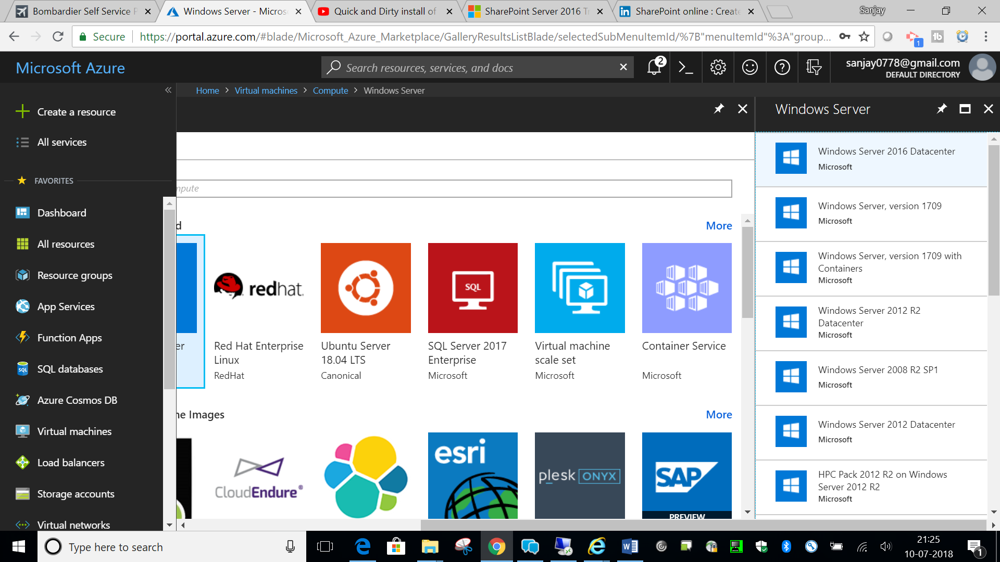 Bombardier Self Service P
Windows Server - Micros
Quick and Dirty install of
SharePoint Server 2016 Tr
SharePoint online : Create
Sanjay
Secure
https://portal.azure.com/#blade/Microsoft_Azure_Marketplace/GalleryResultsListBlade/selectedSubMenuItemId/%7B"menuItemId"%3A"group...
1
Microsoft Azure
Search resources, services, and docs
2
sanjay0778@gmail.com
DEFAULT DIRECTORY
Home > Virtual machines > Compute > Windows Server
Create a resource
All services
FAVORITES
Dashboard
All resources
Resource groups
App Services
Function Apps
SQL
SQL databases
Azure Cosmos DB
Virtual machines
Load balancers
Storage accounts
Virtual networks
mpute
d
More
er
redhat.
Red Hat Enterprise
Linux
RedHat
Ubuntu Server
18.04 LTS
Canonical
SQL
SQL Server 2017
Enterprise
Microsoft
Virtual machine
scale set
Microsoft
Container Service
Microsoft
ne Images
More
CloudEndure®
esri
plesk ONYX
SAP
PREVIEW
Windows Server
Windows Server 2016 Datacenter
Microsoft
Windows Server, version 1709
Microsoft
Windows Server, version 1709 with
Containers
Microsoft
Windows Server 2012 R2
Datacenter
Microsoft
Windows Server 2008 R2 SP1
Microsoft
Windows Server 2012 Datacenter
Microsoft
HPC Pack 2012 R2 on Windows
Server 2012 R2
Microsoft
Type here to search
21:25
10-07-2018
1